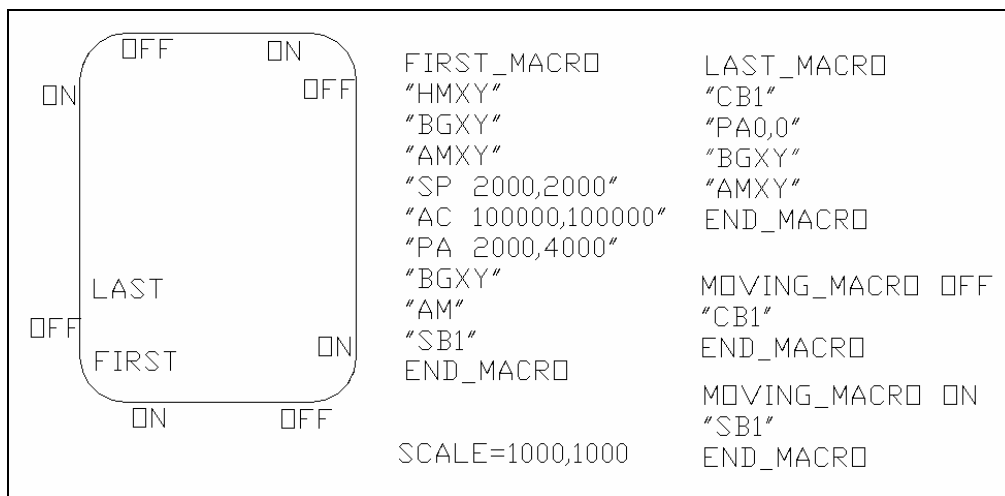 OFF
ON
ON
OFF
LAST
OFF
FIRST
ON
ON
OFF
FIRST_MACRO
"HMXY"
"BGXY"
"AMXY"
"SP 2000,2000"
"AC 100000,100000"
"PA 2000,4000"
"BGXY"
"AM"
"SB1"
END_MACRO
SCALE=1000,1000
LAST_MACRO
"CB1"
"PA0,0"
"BGXY"
"AMXY"
END_MACRO
MOVING_MACRO OFF
"CB1"
END_MACRO
MOVING_MACRO ON
"SB1"
END_MACRO